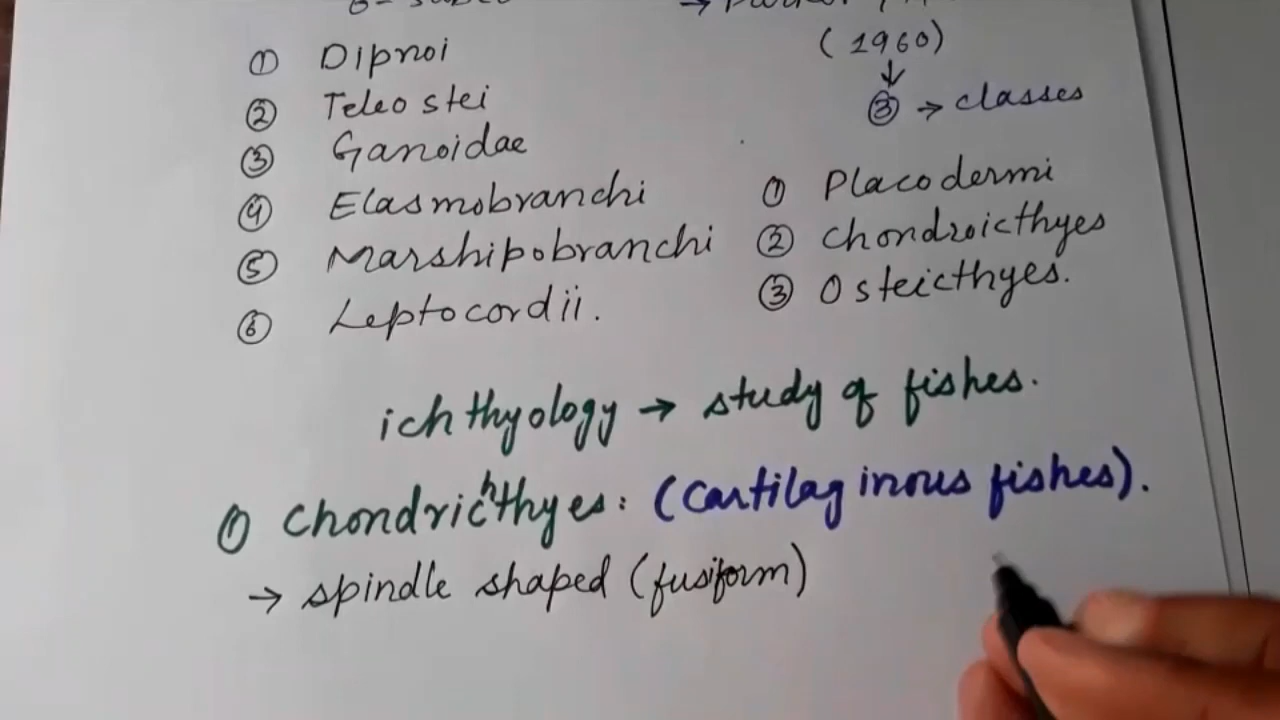 ① Dipnoi
② Teleostei
③ Ganoidae
④ Elasmobranchi
⑤ Marshipobranchi
⑥ Leptocordii.
(1960)
↓
③ → classes
① Placodermi
② Chondroicthyes
③ Osteicthyes.
ichthyology → study of fishes.
① Chondrichthyes: (Cartilaginous fishes).
→ spindle shaped (fusiform)